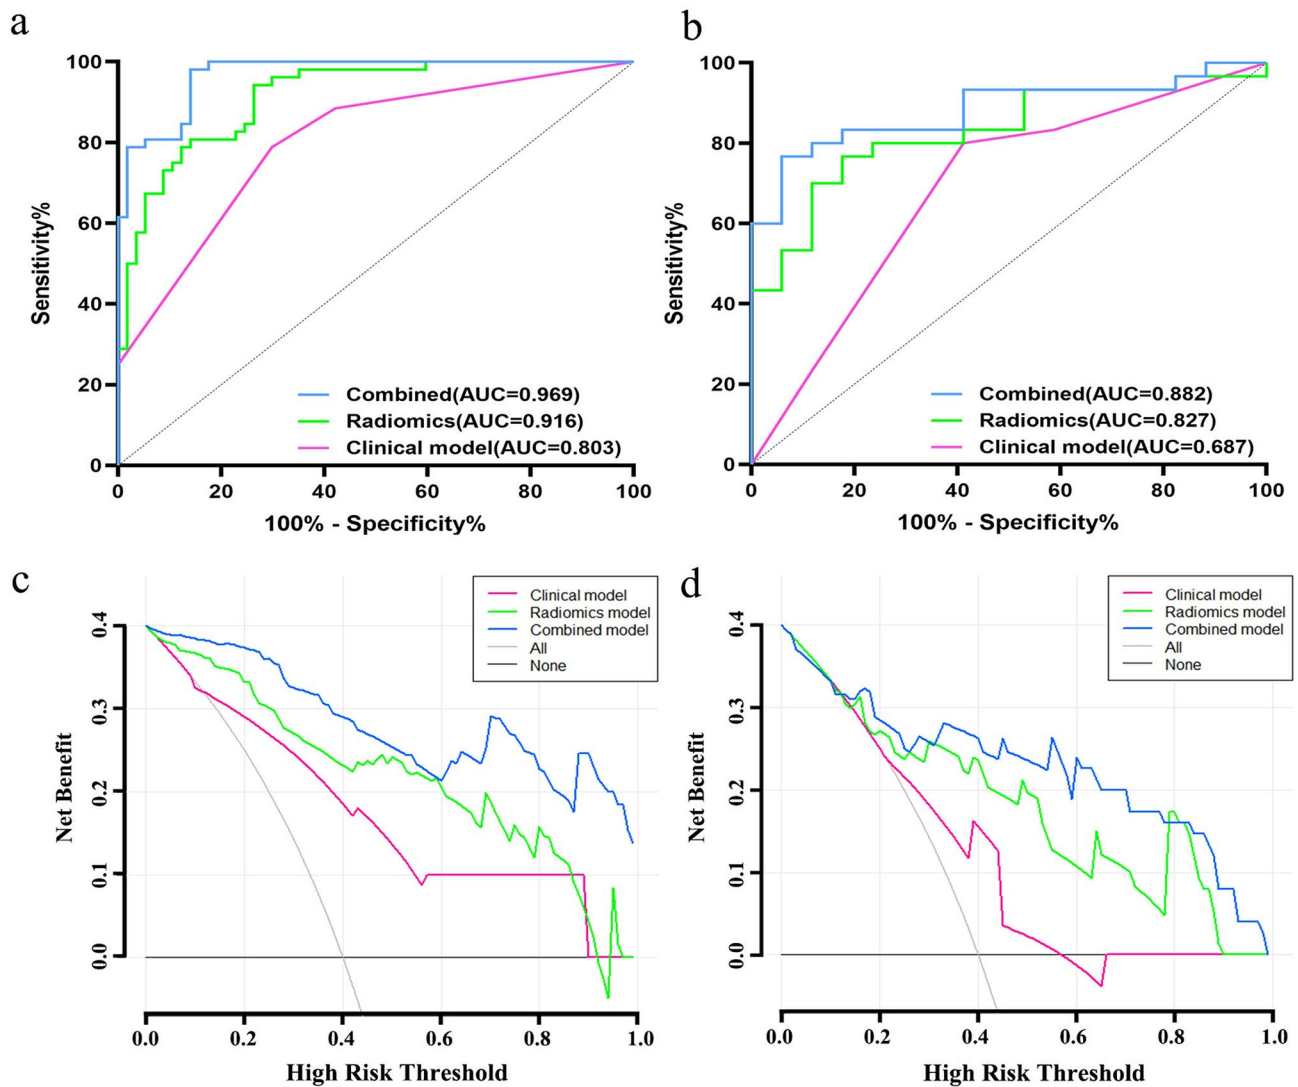 a
100
80
60
40
20
0
Sensitivity%
Combined(AUC=0.969)
Radiomics(AUC=0.916)
Clinical model(AUC=0.803)
0 20 40 60 80 100
100% - Specificity%
b
100
80
60
40
20
0
Sensitivity%
Combined(AUC=0.882)
Radiomics(AUC=0.827)
Clinical model(AUC=0.687)
0 20 40 60 80 100
100% - Specificity%
c
Clinical model
Radiomics model
Combined model
All
None
0.4
0.3
0.2
0.1
0.0
Net Benefit
0.0 0.2 0.4 0.6 0.8 1.0
High Risk Threshold
d
Clinical model
Radiomics model
Combined model
All
None
0.4
0.3
0.2
0.1
0.0
Net Benefit
0.0 0.2 0.4 0.6 0.8 1.0
High Risk Threshold